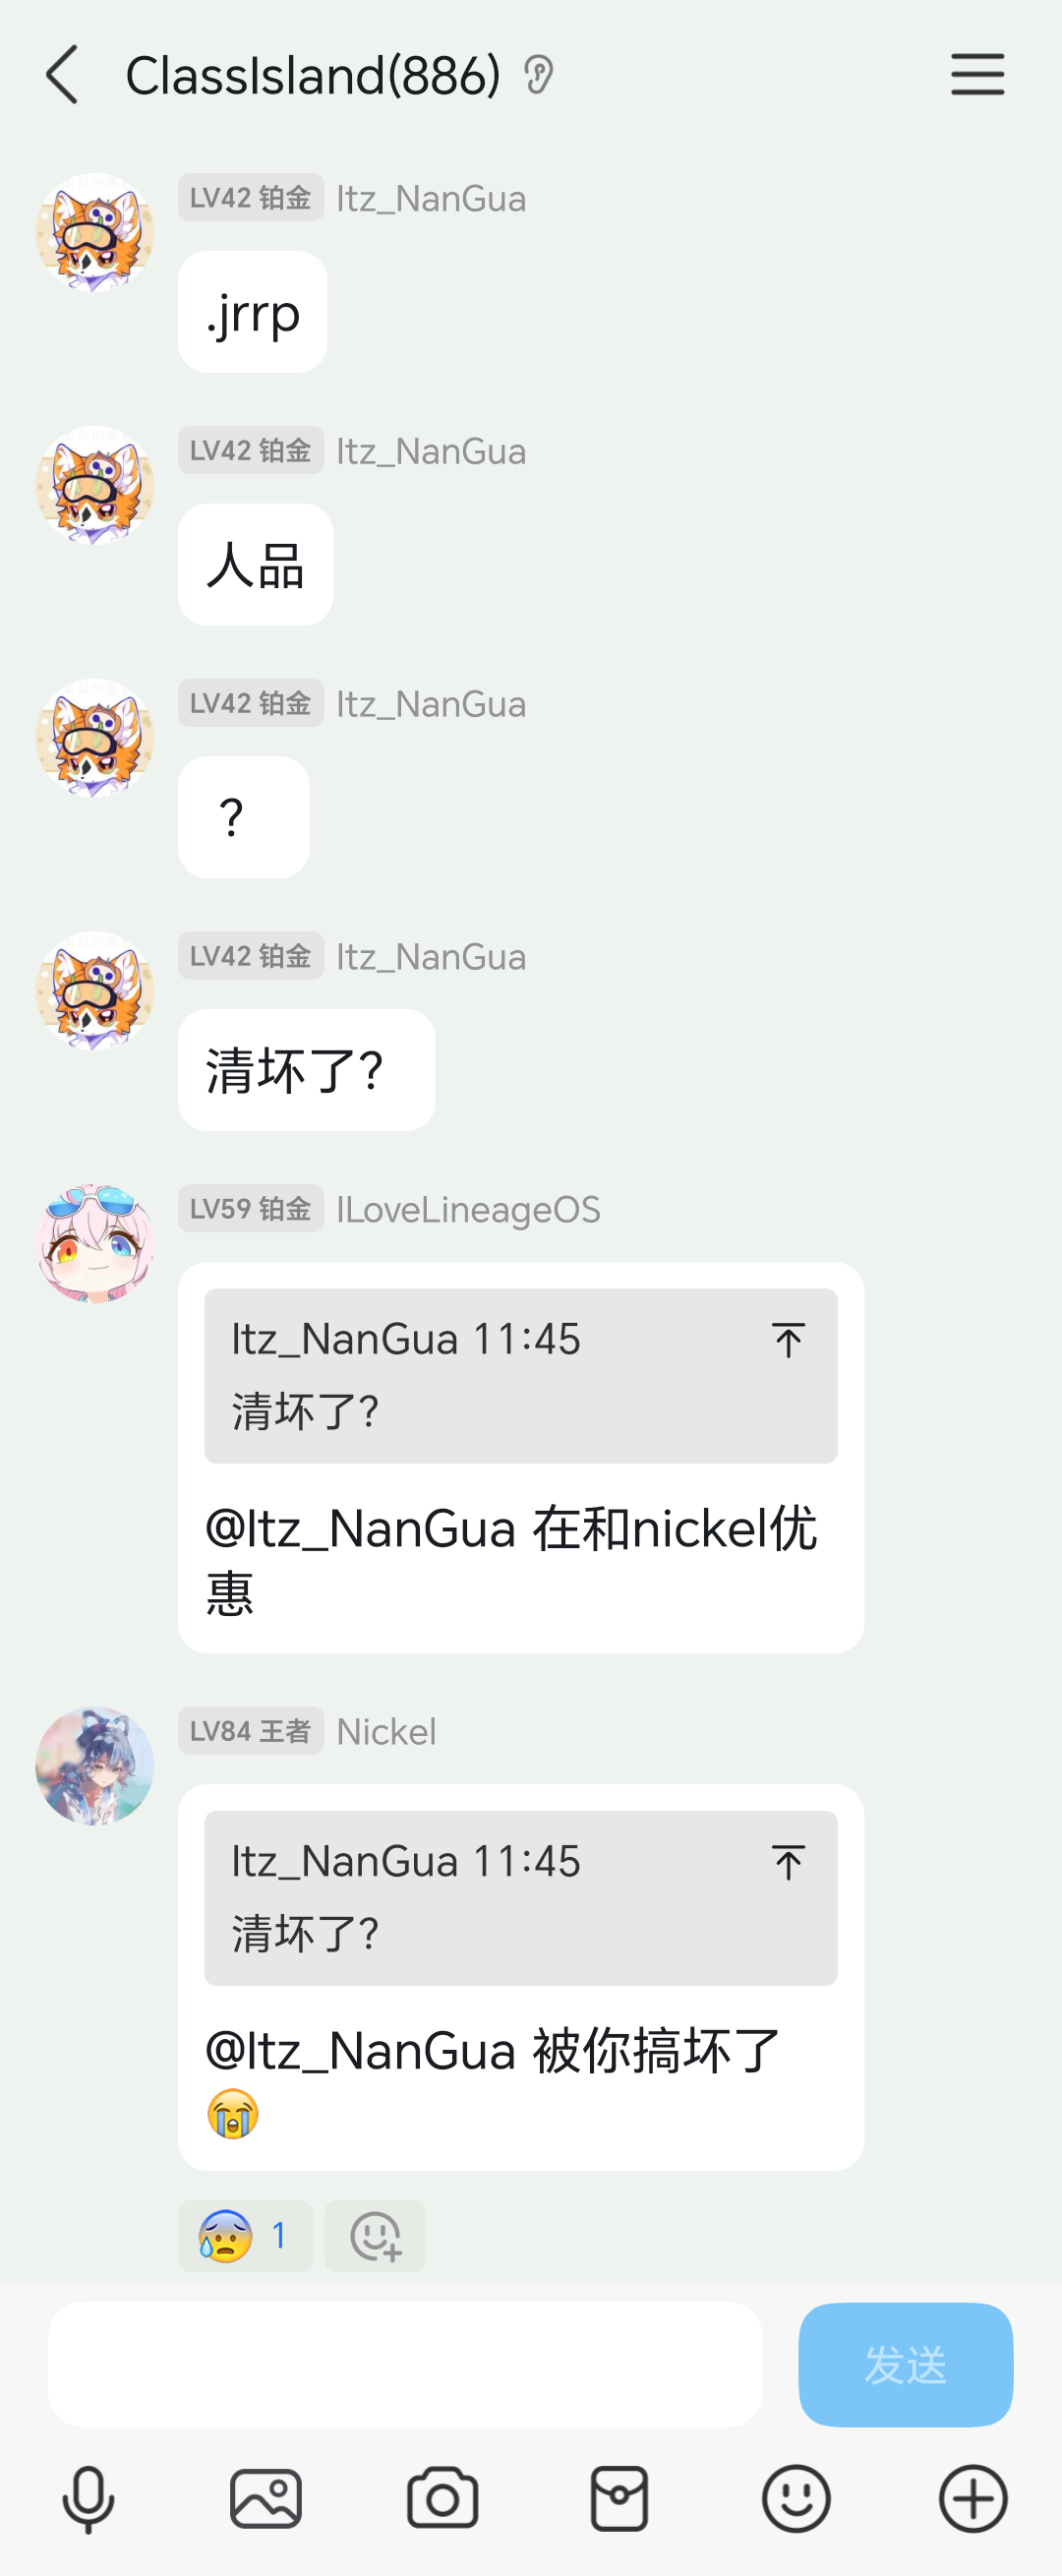 ClassIsland(886)
LV42 铂金 Itz_NanGua
.jrrp
LV42 铂金 Itz_NanGua
人品
LV42 铂金 Itz_NanGua
？
LV42 铂金 Itz_NanGua
清坏了？
LV59 铂金 ILoveLineageOS
Itz_NanGua 11:45
清坏了？
@Itz_NanGua 在和nickel优
惠
LV84 王者 Nickel
Itz_NanGua 11:45
清坏了？
@Itz_NanGua 被你搞坏了
😭
😰 1
发送